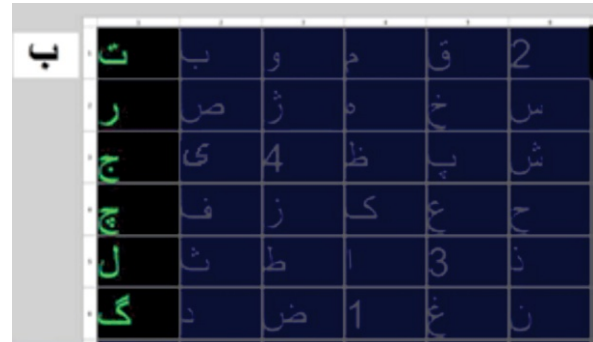 ب
ت ب و م ق 2
ر ص ژ ه خ س
ج ی 4 ظ پ ش
چ ف ز ک ع ح
ل ث ط ا 3 ذ
گ د ض 1 غ ن